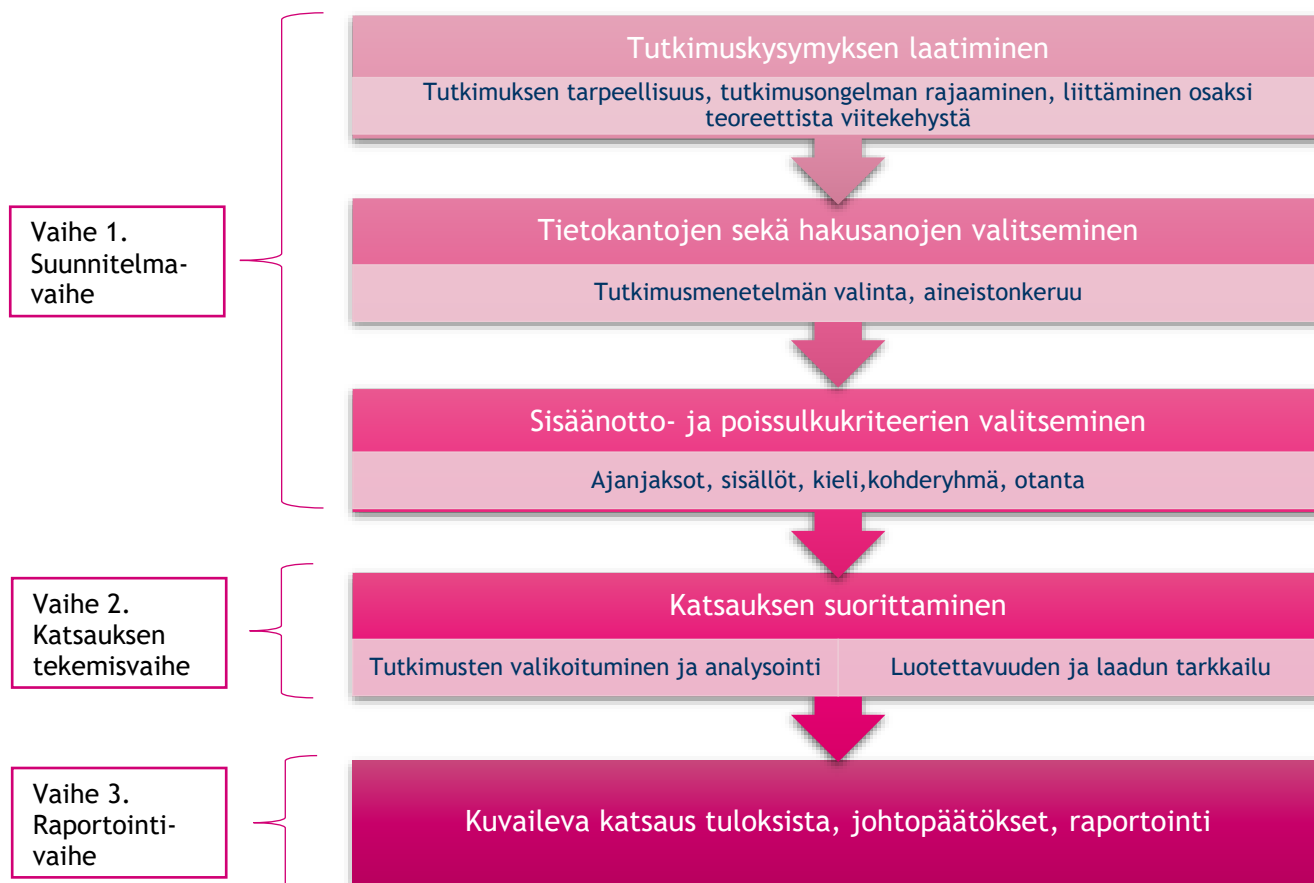 Tutkimuskysymyksen laatiminen
Tutkimuksen tarpeellisuus, tutkimusongelman rajaaminen, liittäminen osaksi
teoreettista viitekehystä
Vaihe 1.
Suunnitelma-
vaihe
Tietokantojen sekä hakusanojen valitseminen
Tutkimusmenetelmän valinta, aineistonkeruu
Sisäänotto- ja poissulkukriteerien valitseminen
Ajanjaksot, sisällöt, kieli,kohderyhmä, otanta
Vaihe 2.
Katsauksen
tekemisvaihe
Katsauksen suorittaminen
Tutkimusten valikoituminen ja analysointi
Luotettavuuden ja laadun tarkkailu
Vaihe 3.
Raportointi-
vaihe
Kuvaileva katsaus tuloksista, johtopäätökset, raportointi